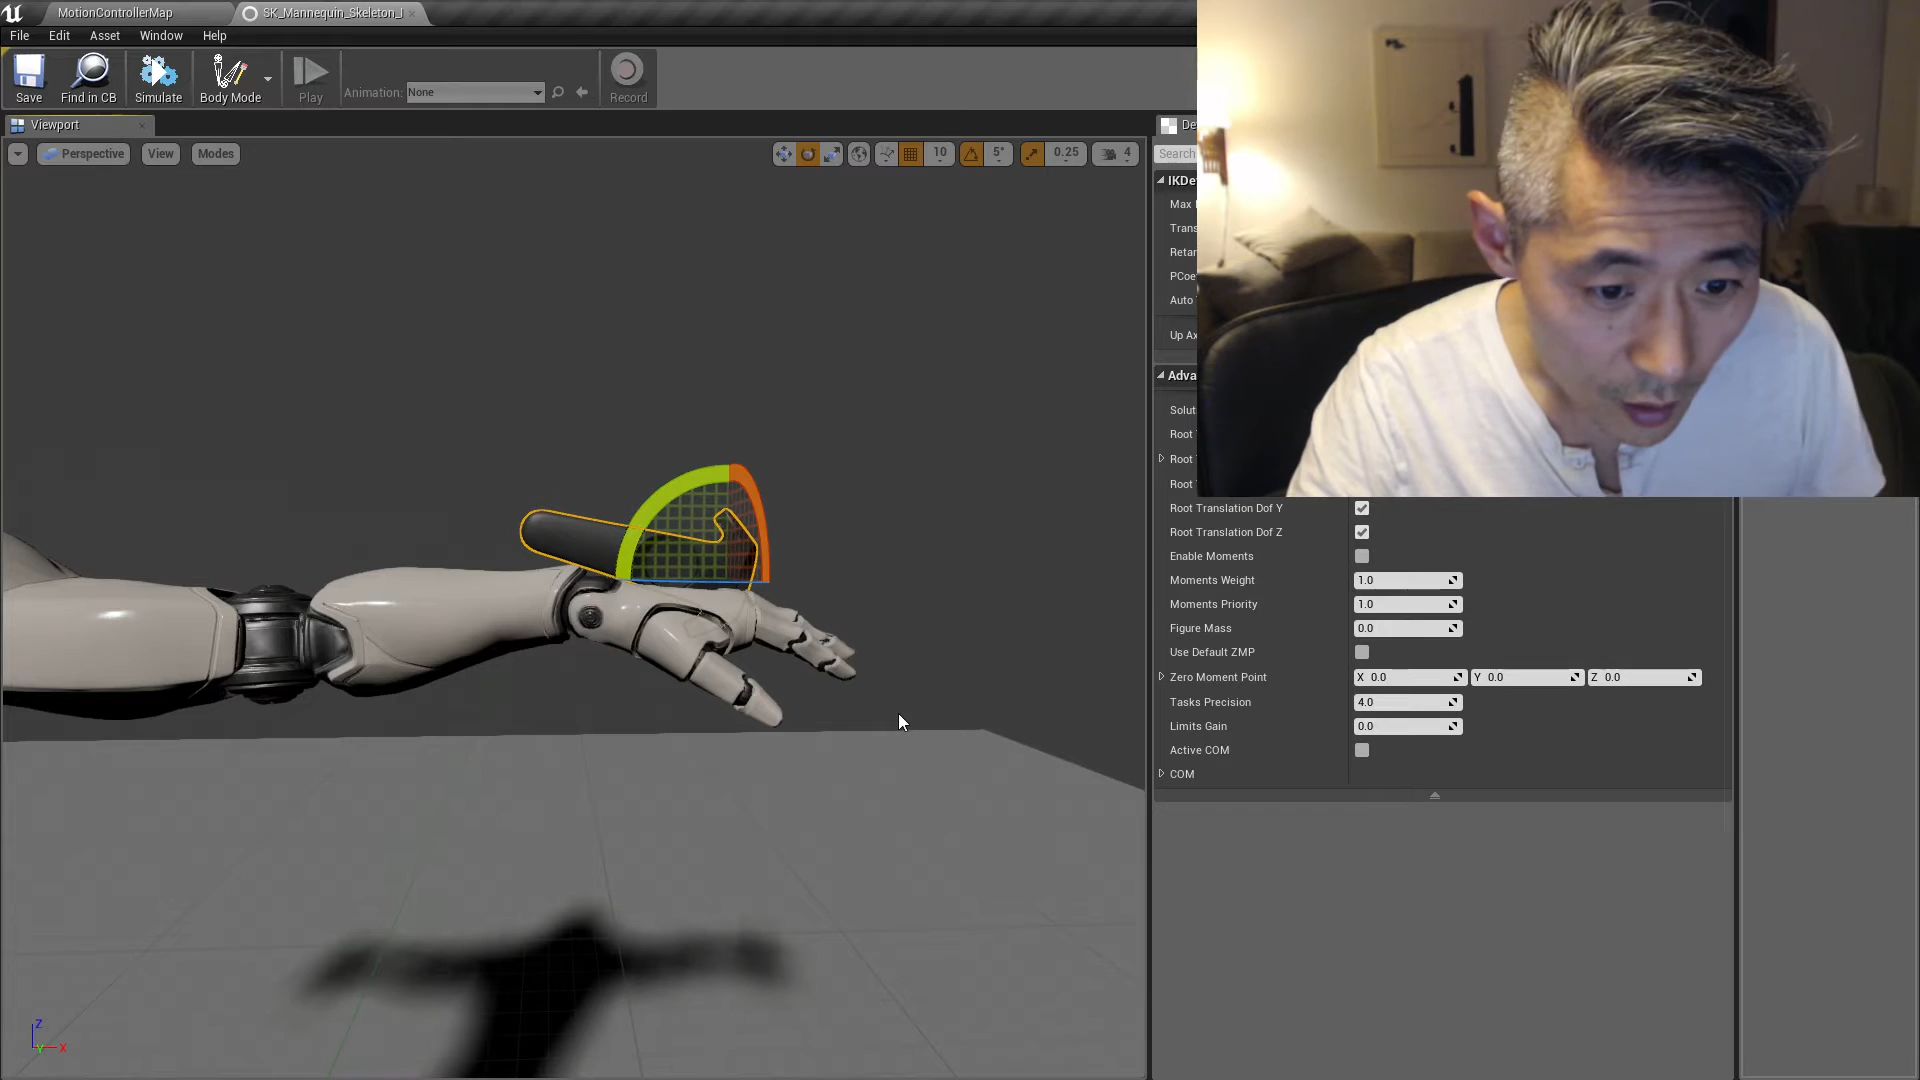 MotionControllerMap
SK_Mannequin_Skeleton_I
File Edit Asset Window Help
Save Find in CB Simulate Body Mode Play Animation: None Record
Viewport
Perspective View Modes 10 5° 0.25 4
Search
IKDe
Max
Trans
Retar
PCoe
Auto
Up Ax
Adva
Solut
Root
Root
Root
Root Translation Dof Y
Root Translation Dof Z
Enable Moments
Moments Weight 1.0
Moments Priority 1.0
Figure Mass 0.0
Use Default ZMP
Zero Moment Point X 0.0 Y 0.0 Z 0.0
Tasks Precision 4.0
Limits Gain 0.0
Active COM
COM
Z
Y X